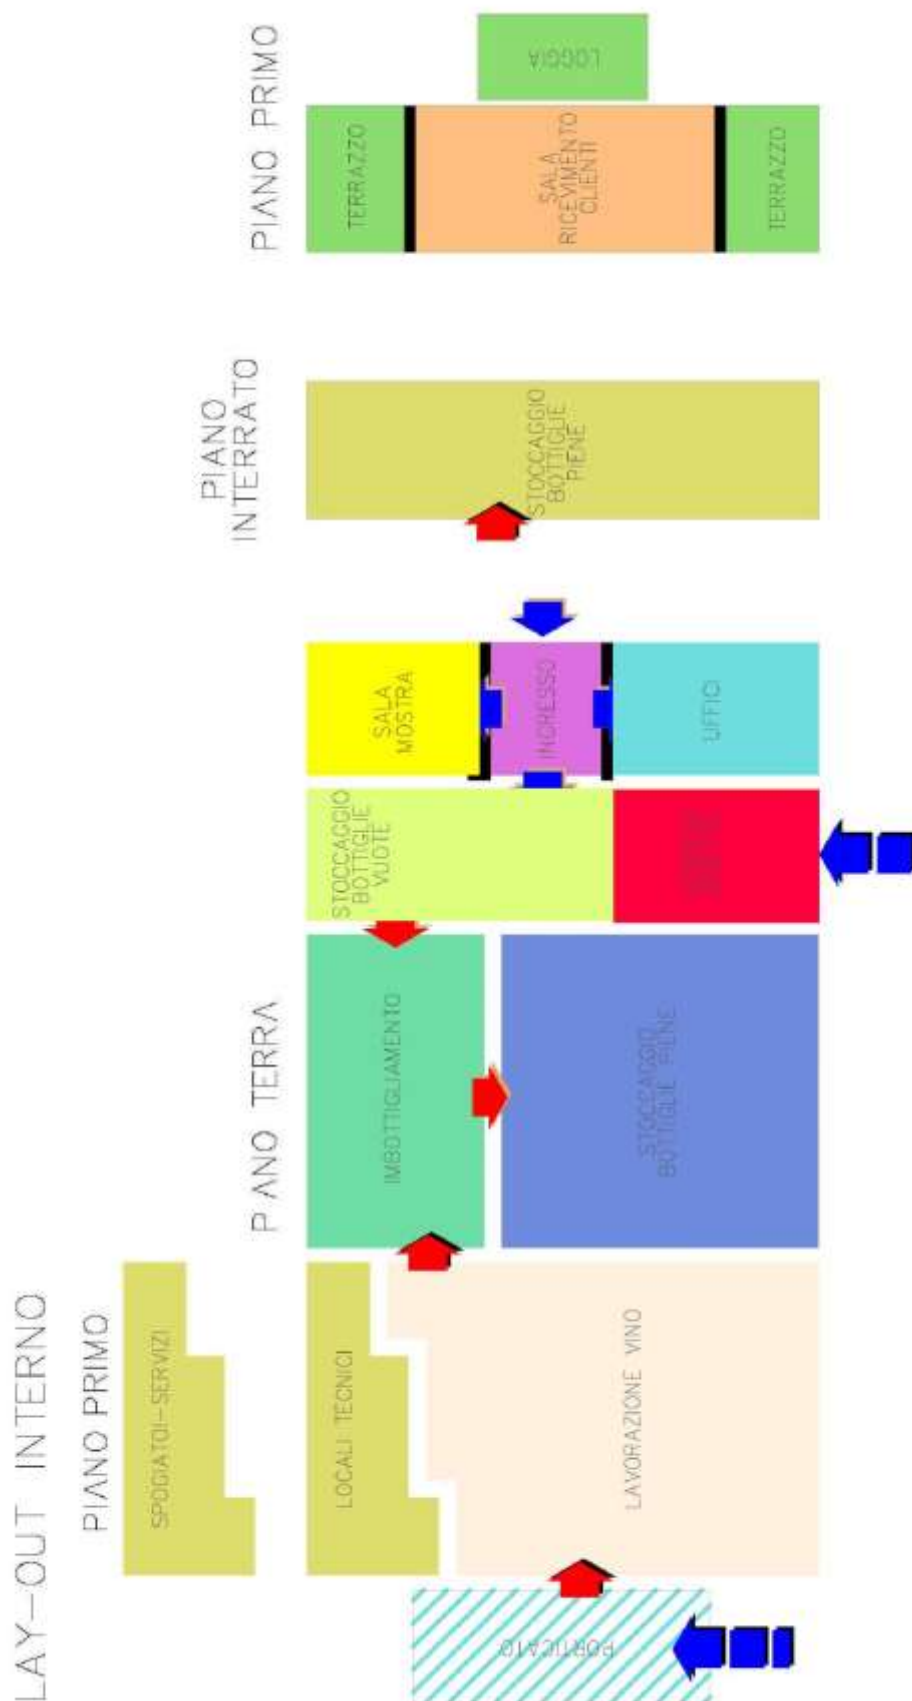 LAY-OUT INTERNO
PIANO PRIMO
SPOGIATOI-SERVIZI
P ANO TERRA
PORTICATO
LOCALI TECNICI
LAVORAZIONE VINO
IMBOTTIGLIAMENTO
STOCCAGGIO
BOTTIGLIE PIENE
STOCCAGGIO
BOTTIGLIE
VUOTE
SALA
MOSTRA
INGRESSO
UFFICI
PIANO
INTERRATO
STOCCAGGIO
BOTTIGLIE
PIENE
PIANO PRIMO
TERRAZZO
SALA
RICEVIMENTO
CLIENTI
TERRAZZO
LOGGIA